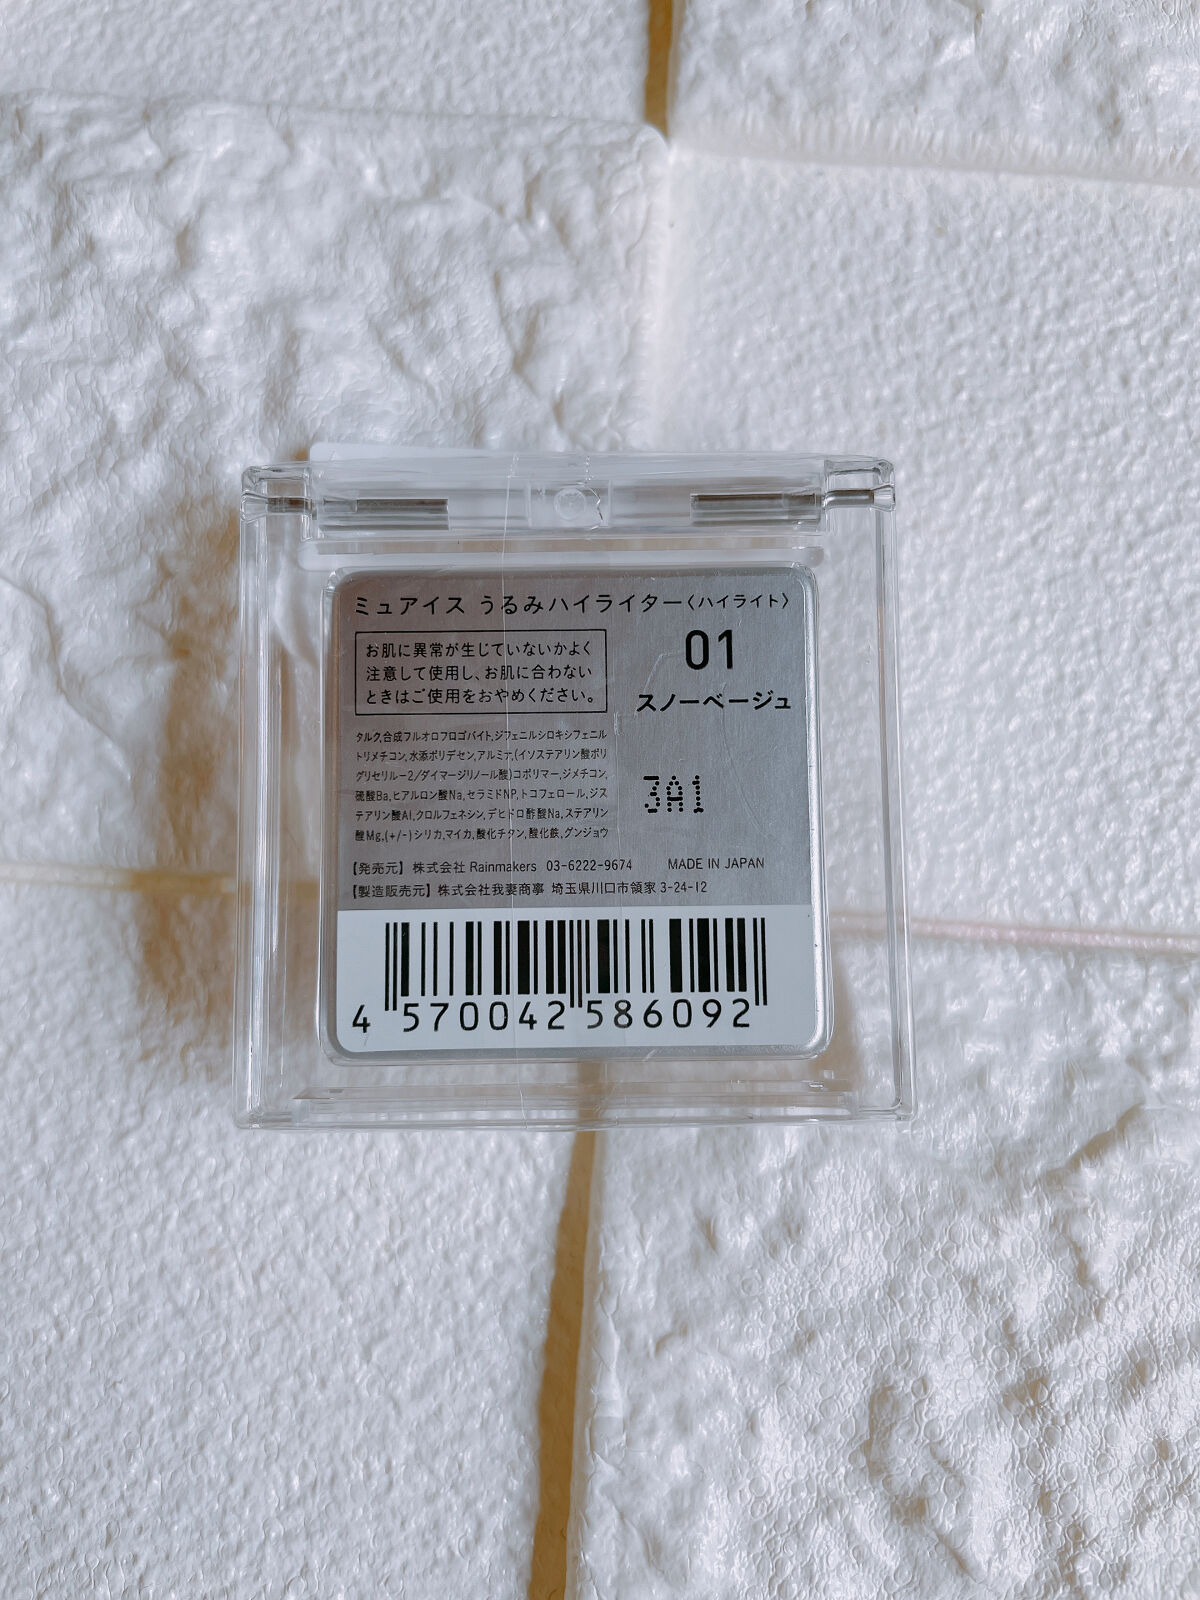 ミュアイス うるみハイライター〈ハイライト〉
お肌に異常が生じていないかよく
注意して使用し、お肌に合わない
ときはご使用をおやめください。
01
スノーベージュ
タルク,合成フルオロフロゴパイト,ジフェニルシロキシフェニル
トリメチコン,水添ポリデセン,アルミナ,(イソステアリン酸ポリ
グリセリル-2/ダイマージリノール酸)コポリマー,ジメチコン,
硫酸Ba,ヒアルロン酸Na,セラミドNP,トコフェロール,ジス
テアリン酸Al,クロルフェネシン,デヒドロ酢酸Na,ステアリン
酸Mg,(+/-)シリカ,マイカ,酸化チタン,酸化鉄,グンジョウ
3A1
【発売元】株式会社 Rainmakers 03-6222-9674 MADE IN JAPAN
【製造販売元】株式会社我妻商事 埼玉県川口市領家 3-24-12
4 570042 586092